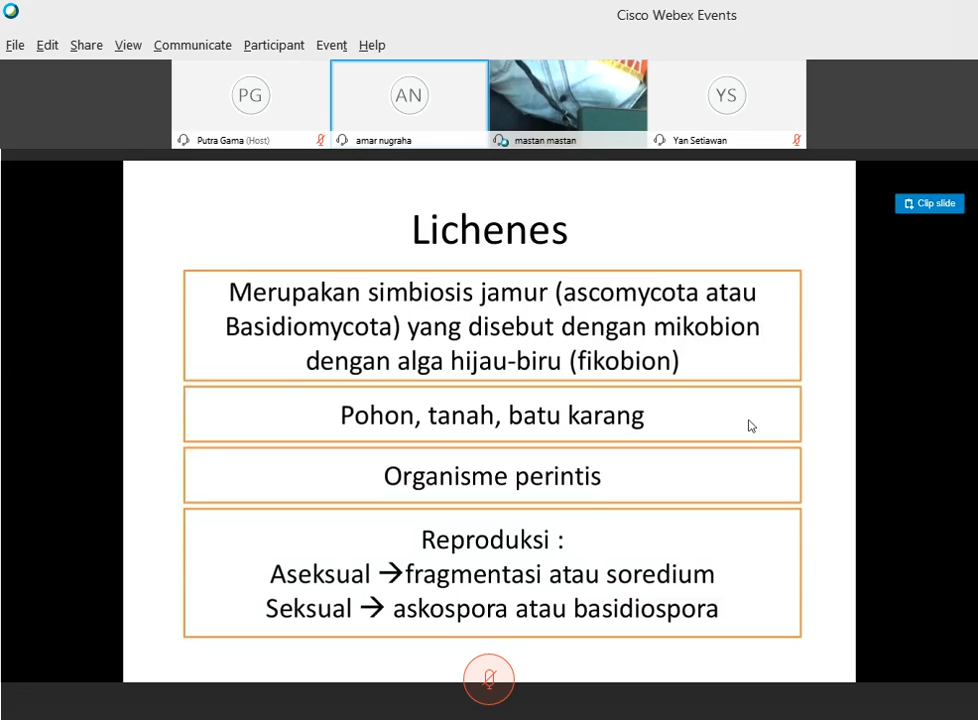 Cisco Webex Events
File Edit Share View Communicate Participant Event Help
PG AN YS
Putra Gama (Host) amar nugraha mastan mastan Yan Setiawan
Clip slide
Lichenes
Merupakan simbiosis jamur (ascomycota atau
Basidiomycota) yang disebut dengan mikobion
dengan alga hijau-biru (fikobion)
Pohon, tanah, batu karang
Organisme perintis
Reproduksi :
Aseksual →fragmentasi atau soredium
Seksual → askospora atau basidiospora